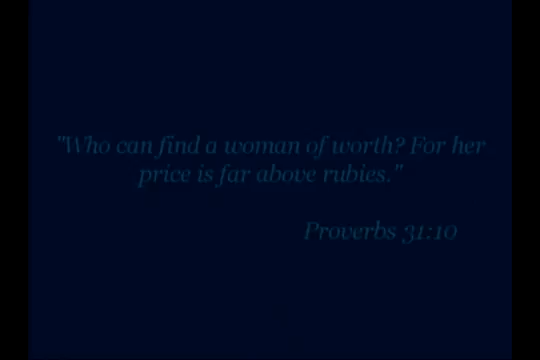 "Who can find a woman of worth? For her
price is far above rubies."
Proverbs 31:10